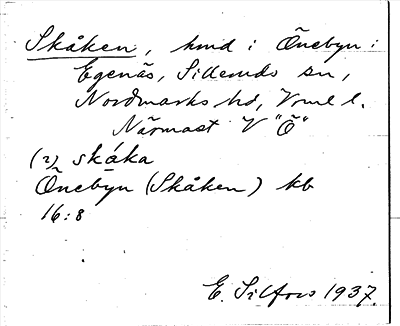 Skåken, hmd i Önebyn i
Egenäs, Silleruds sn,
Nordmarks hd, Vrml l.
Närmast V "Ö"
(2) skåka
Önebyn (Skåken) kb
16:8
E. Silfors 1937.